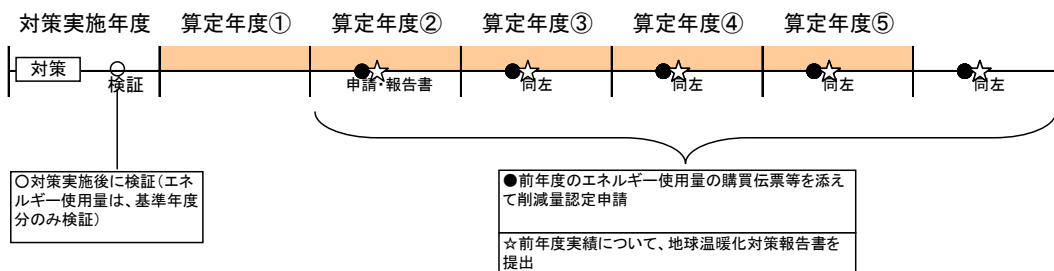 対策実施年度 算定年度① 算定年度② 算定年度③ 算定年度④ 算定年度⑤
対策
検証 申請・報告書 同左 同左 同左 同左
○対策実施後に検証(エネ
ルギー使用量は、基準年度
分のみ検証)
●前年度のエネルギー使用量の購買伝票等を添え
て削減量認定申請
☆前年度実績について、地球温暖化対策報告書を
提出